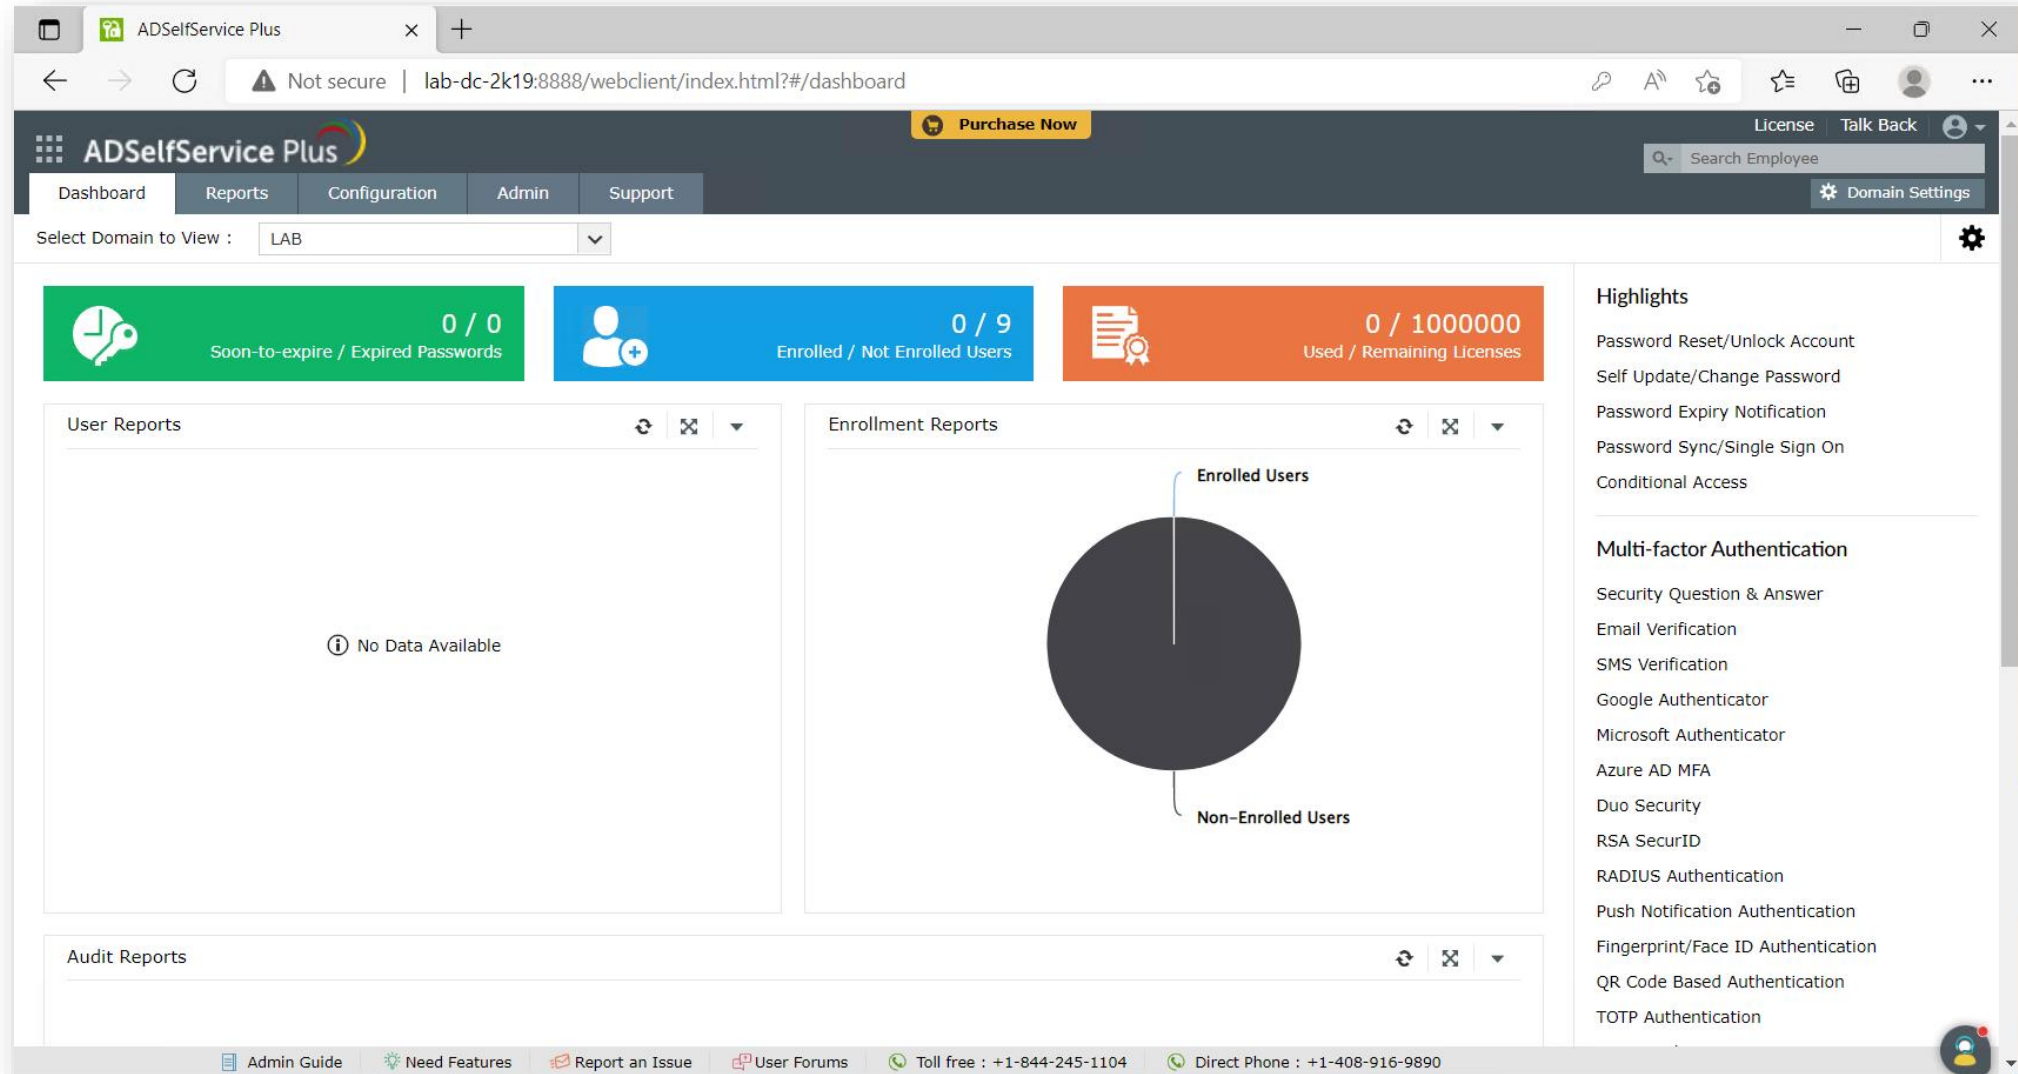 ADSelfService Plus
Not secure | lab-dc-2k19:8888/webclient/index.html?#/dashboard
Purchase Now
License Talk Back
ADSelfService Plus
Search Employee
Dashboard Reports Configuration Admin Support
Domain Settings
Select Domain to View : LAB
0 / 0
Soon-to-expire / Expired Passwords
0 / 9
Enrolled / Not Enrolled Users
0 / 1000000
Used / Remaining Licenses
User Reports
No Data Available
Enrollment Reports
Enrolled Users
Non-Enrolled Users
Audit Reports
Highlights
Password Reset/Unlock Account
Self Update/Change Password
Password Expiry Notification
Password Sync/Single Sign On
Conditional Access
Multi-factor Authentication
Security Question & Answer
Email Verification
SMS Verification
Google Authenticator
Microsoft Authenticator
Azure AD MFA
Duo Security
RSA SecurID
RADIUS Authentication
Push Notification Authentication
Fingerprint/Face ID Authentication
QR Code Based Authentication
TOTP Authentication
Admin Guide Need Features Report an Issue User Forums Toll free : +1-844-245-1104 Direct Phone : +1-408-916-9890